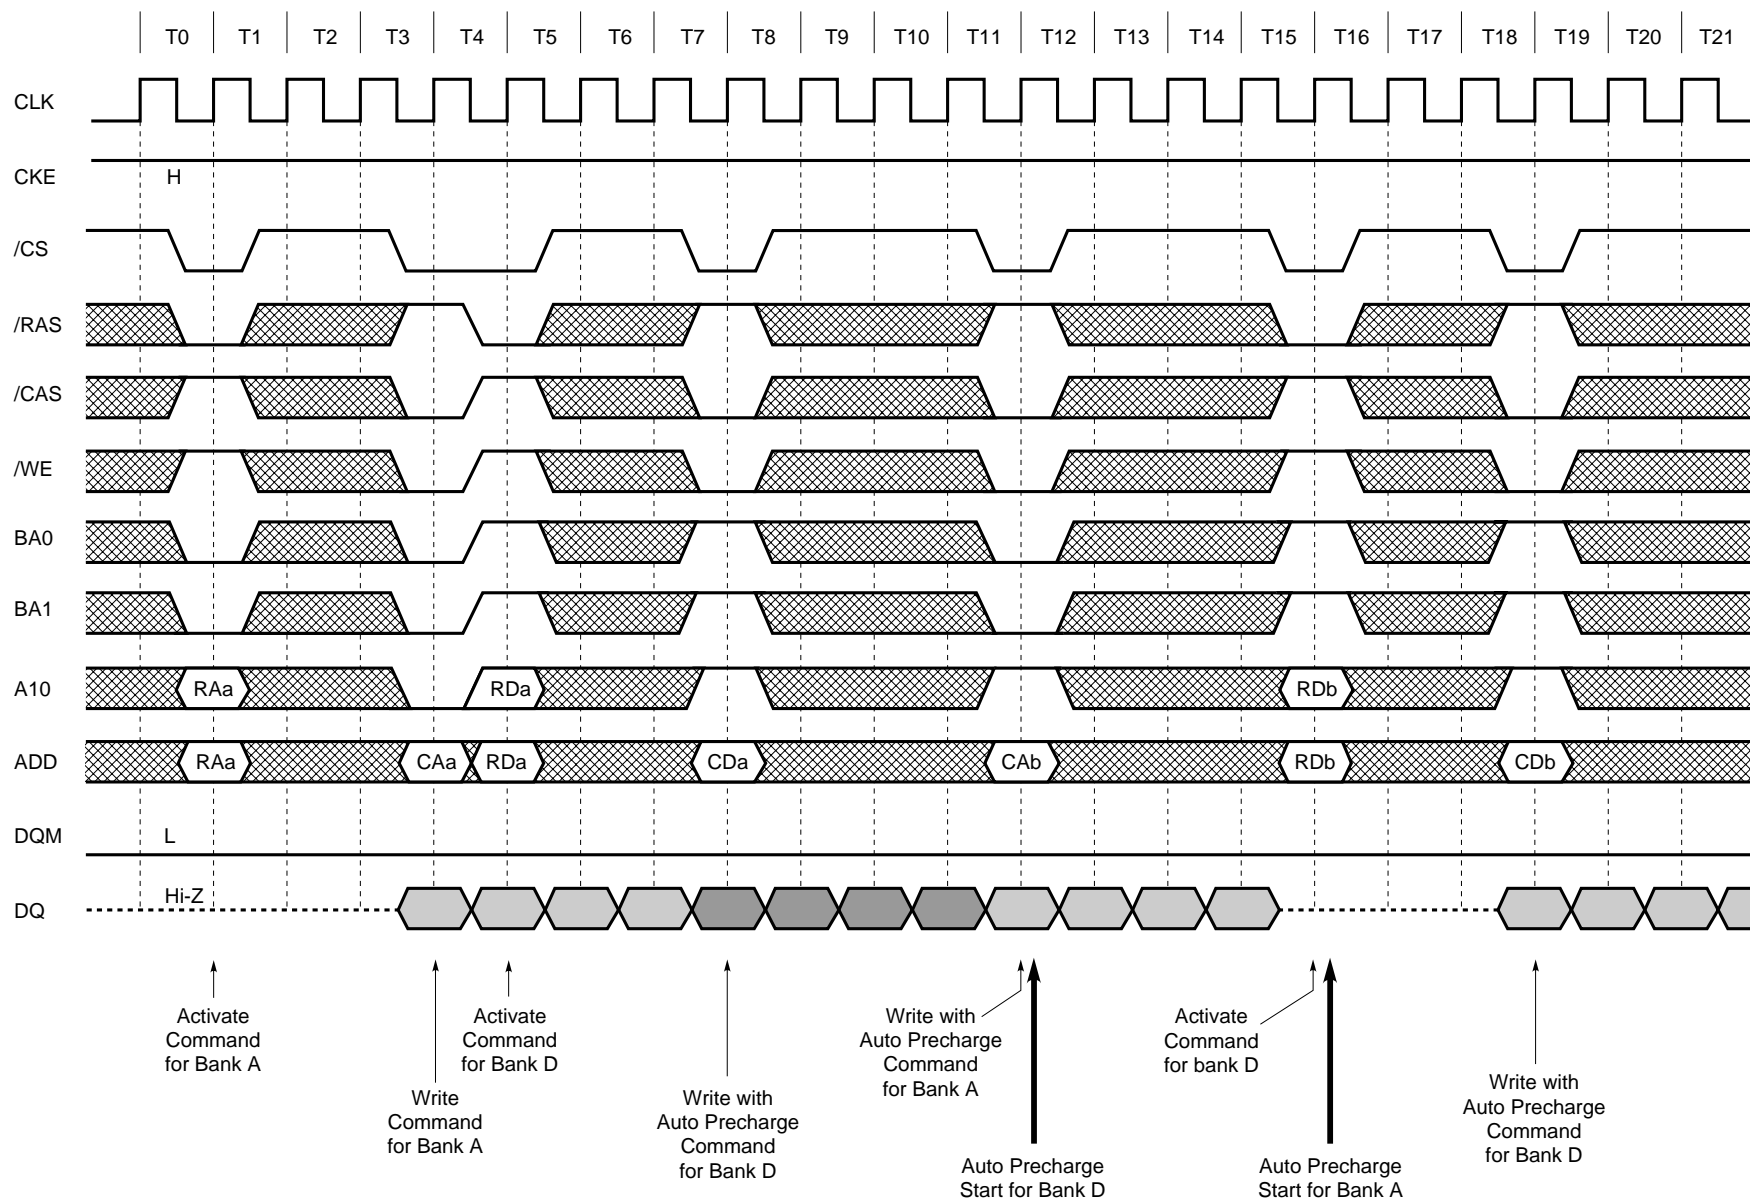 T0 T1 T2 T3 T4 T5 T6 T7 T8 T9 T10 T11 T12 T13 T14 T15 T16 T17 T18 T19 T20 T21
CLK
CKE H
/CS
/RAS
/CAS
/WE
BA0
BA1
A10 RAa RDa RDb
ADD RAa CAa RDa CDa CAb RDb CDb
DQM L
DQ Hi-Z
Activate
Command
for Bank A
Write
Command
for Bank A
Activate
Command
for Bank D
Write with
Auto Precharge
Command
for Bank D
Write with
Auto Precharge
Command
for Bank A
Auto Precharge
Start for Bank D
Activate
Command
for bank D
Auto Precharge
Start for Bank A
Write with
Auto Precharge
Command
for Bank D